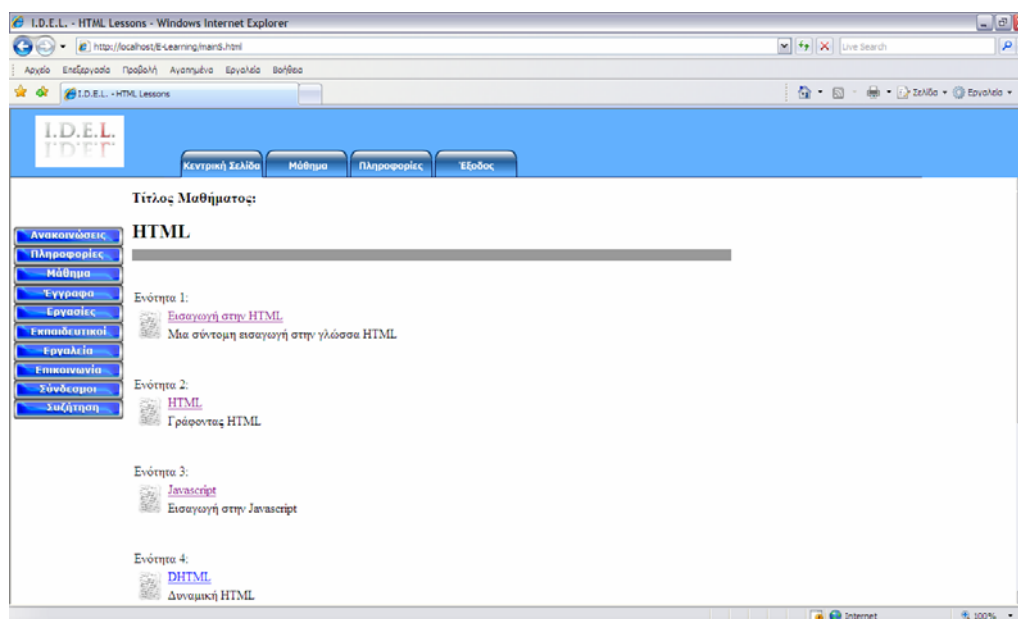 I.D.E.L. - HTML Lessons - Windows Internet Explorer
http://localhost/E-Learning/main5.html
Live Search
Αρχείο Επεξεργασία Προβολή Αγαπημένα Εργαλεία Βοήθεια
I.D.E.L. - HTML Lessons
Σελίδα Εργαλεία
I.D.E.L.
Κεντρική Σελίδα Μάθημα Πληροφορίες Έξοδος
Τίτλος Μαθήματος:
HTML
Ανακοινώσεις
Πληροφορίες
Μάθημα
Έγγραφα
Εργασίες
Εκπαιδευτικοί
Εργαλεία
Επικοινωνία
Σύνδεσμοι
Συζήτηση
Ενότητα 1:
Εισαγωγή στην HTML
Μια σύντομη εισαγωγή στην γλώσσα HTML
Ενότητα 2:
HTML
Γράφοντας HTML
Ενότητα 3:
Javascript
Εισαγωγή στην Javascript
Ενότητα 4:
DHTML
Δυναμική HTML
Internet 100%